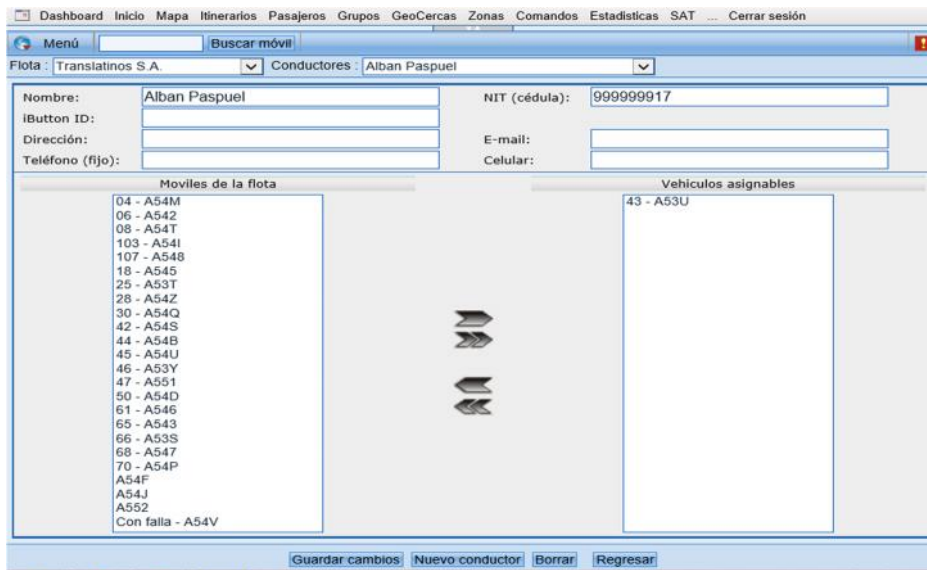 Dashboard Inicio Mapa Itinerarios Pasajeros Grupos GeoCercas Zonas Comandos Estadisticas SAT ... Cerrar sesión
Menú Buscar móvil
Flota : Translatinos S.A. Conductores : Alban Paspuel
Nombre: Alban Paspuel NIT (cédula): 999999917
iButton ID:
Dirección: E-mail:
Teléfono (fijo): Celular:
Moviles de la flota Vehiculos asignables
04 - A54M 43 - A53U
06 - A542
08 - A54T
103 - A54I
107 - A548
18 - A545
25 - A53T
28 - A54Z
30 - A54Q
42 - A54S
44 - A54B
45 - A54U
46 - A53Y
47 - A551
50 - A54D
61 - A546
65 - A543
66 - A53S
68 - A547
70 - A54P
A54F
A54J
A552
Con falla - A54V
Guardar cambios Nuevo conductor Borrar Regresar